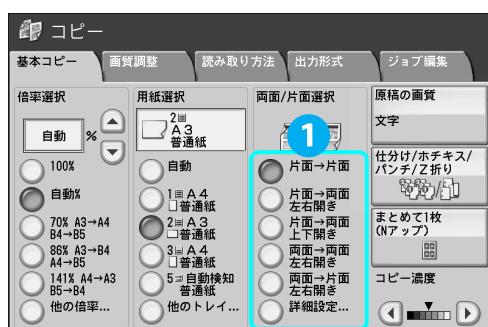 コピー
基本コピー
画質調整
読み取り方法
出力形式
ジョブ編集
倍率選択
自動 %
100%
自動%
70% A3→A4
B4→B5
86% A3→B4
A4→B5
141% A4→A3
B5→B4
他の倍率...
用紙選択
2
A3
普通紙
自動
1 A4
普通紙
2 A3
普通紙
3 A4
普通紙
5 自動検知
普通紙
他のトレイ...
両面/片面選択
1
片面→片面
片面→両面
左右開き
片面→両面
上下開き
両面→両面
左右開き
両面→片面
左右開き
詳細設定...
原稿の画質
文字
仕分け/ホチキス/
パンチ/Z折り
まとめて1枚
(Nアップ)
コピー濃度